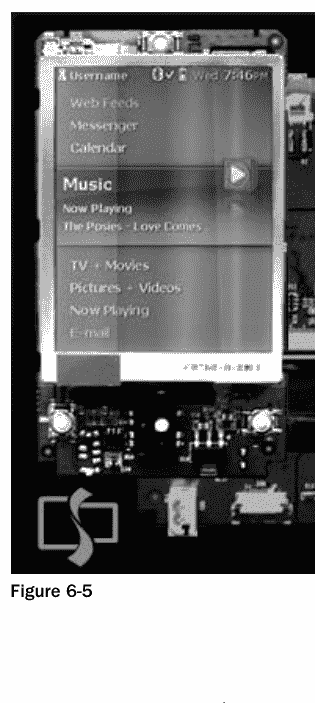 Username Wed 7:46PM
Web Feeds
Messenger
Calendar
Music
Now Playing
The Posies - Love Comes
TV + Movies
Pictures + Videos
Now Playing
E-mail
Figure 6-5